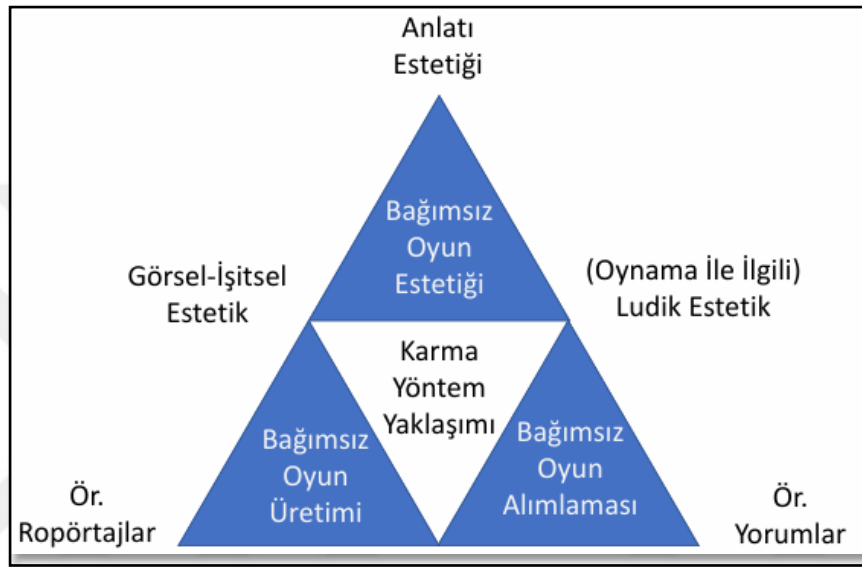 Anlatı
Estetiği
Bağımsız
Oyun
Estetiği
Görsel-İşitsel
Estetik
(Oynama İle İlgili)
Ludik Estetik
Karma
Yöntem
Yaklaşımı
Bağımsız
Oyun
Üretimi
Bağımsız
Oyun
Alımlaması
Ör.
Ropörtajlar
Ör.
Yorumlar